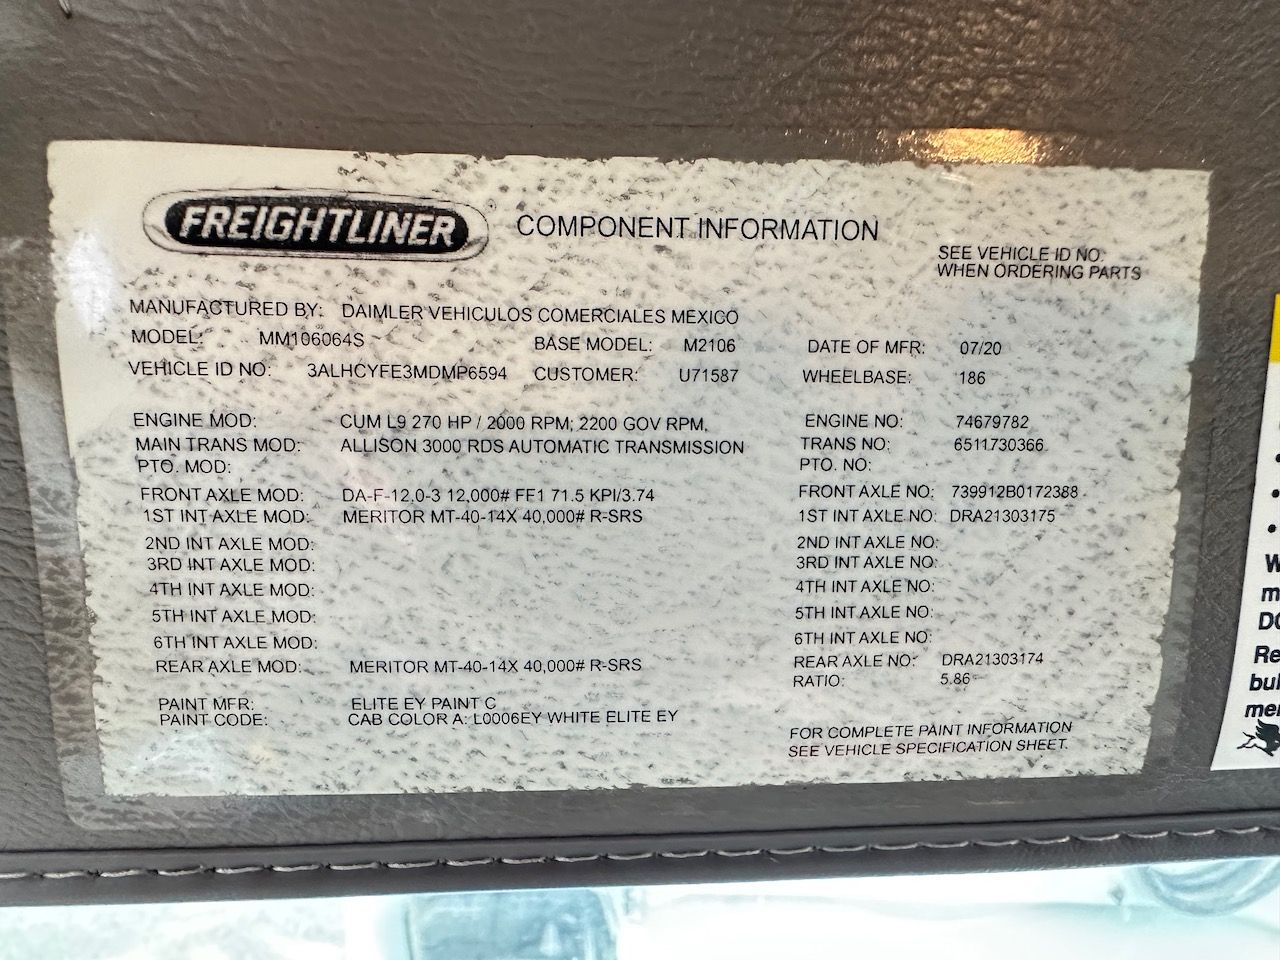 FREIGHTLINER
COMPONENT INFORMATION
SEE VEHICLE ID NO.
WHEN ORDERING PARTS
MANUFACTURED BY: DAIMLER VEHICULOS COMERCIALES MEXICO
MODEL: MM106064S BASE MODEL: M2106 DATE OF MFR: 07/20
VEHICLE ID NO: 3ALHCYFE3MDMP6594 CUSTOMER: U71587 WHEELBASE: 186
ENGINE MOD: CUM L9 270 HP / 2000 RPM; 2200 GOV RPM, ENGINE NO: 74679782
MAIN TRANS MOD: ALLISON 3000 RDS AUTOMATIC TRANSMISSION TRANS NO: 6511730366
PTO. MOD: PTO. NO:
FRONT AXLE MOD: DA-F-12.0-3 12,000# FF1 71.5 KPI/3.74 FRONT AXLE NO: 739912B0172388
1ST INT AXLE MOD: MERITOR MT-40-14X 40,000# R-SRS 1ST INT AXLE NO: DRA21303175
2ND INT AXLE MOD: 2ND INT AXLE NO:
3RD INT AXLE MOD: 3RD INT AXLE NO:
4TH INT AXLE MOD: 4TH INT AXLE NO:
5TH INT AXLE MOD: 5TH INT AXLE NO:
6TH INT AXLE MOD: 6TH INT AXLE NO:
REAR AXLE MOD: MERITOR MT-40-14X 40,000# R-SRS REAR AXLE NO: DRA21303174
RATIO: 5.86
PAINT MFR: ELITE EY PAINT C
PAINT CODE: CAB COLOR A: L0006EY WHITE ELITE EY
FOR COMPLETE PAINT INFORMATION
SEE VEHICLE SPECIFICATION SHEET.